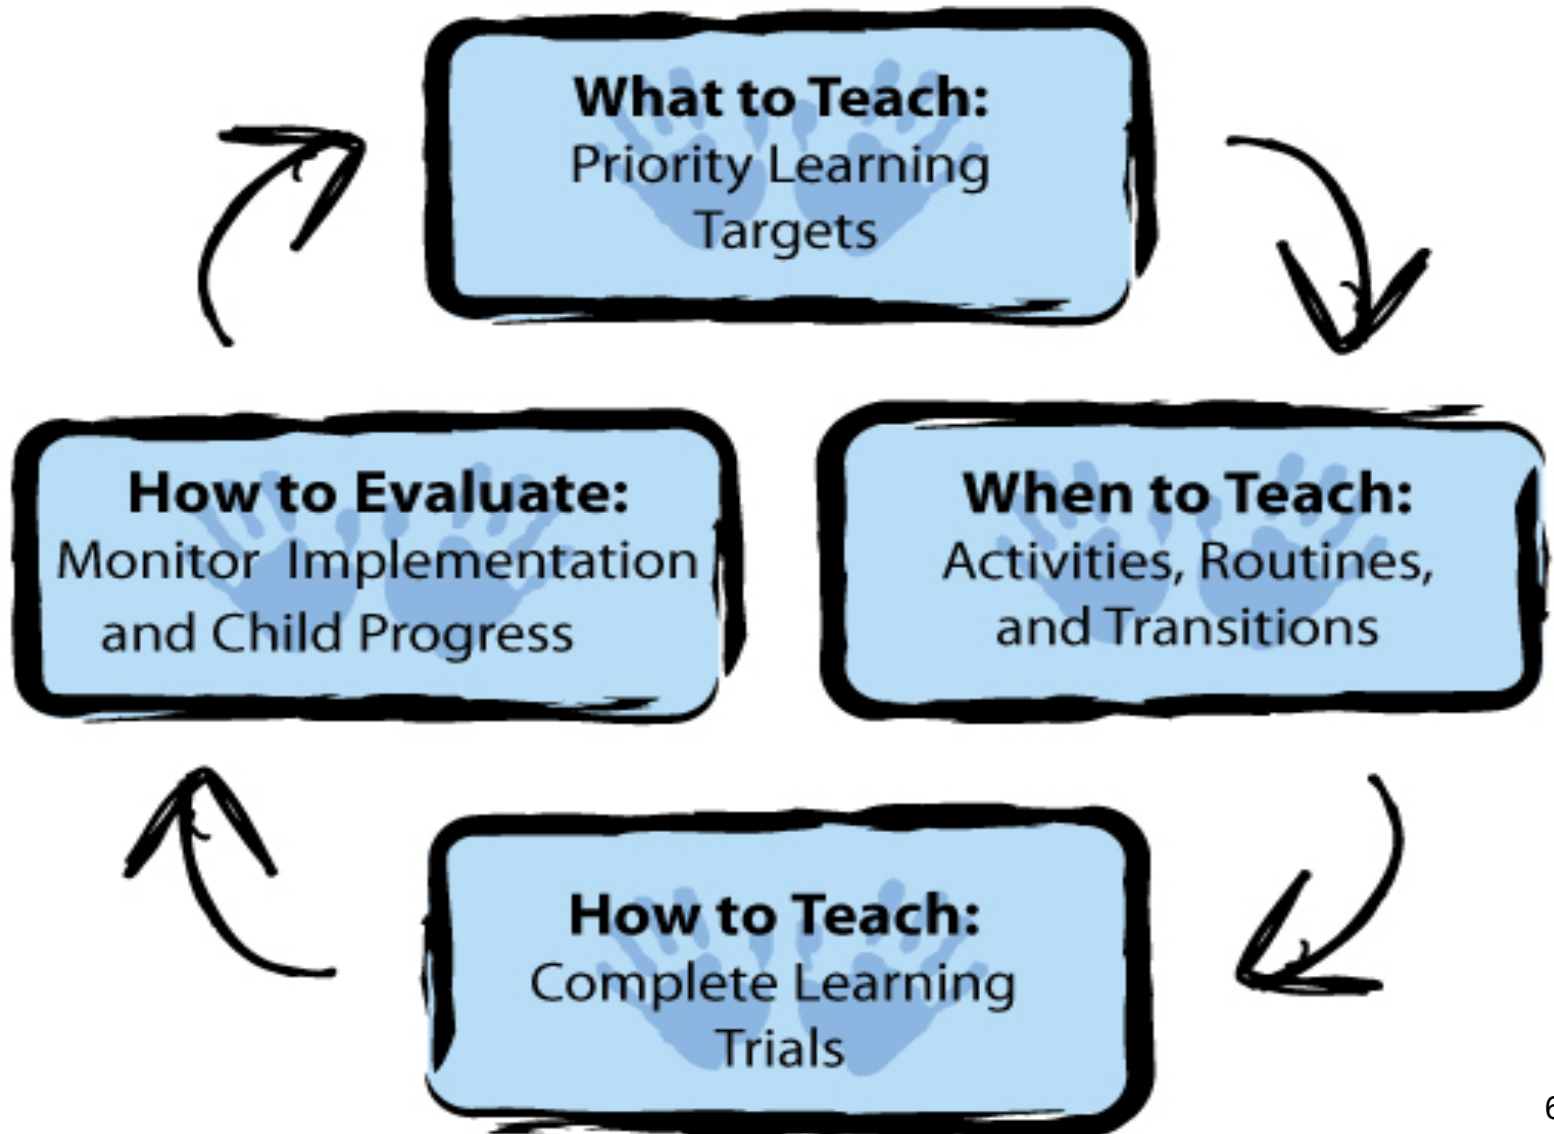 What to Teach:
Priority Learning
Targets
How to Evaluate:
Monitor Implementation
and Child Progress
When to Teach:
Activities, Routines,
and Transitions
How to Teach:
Complete Learning
Trials
6